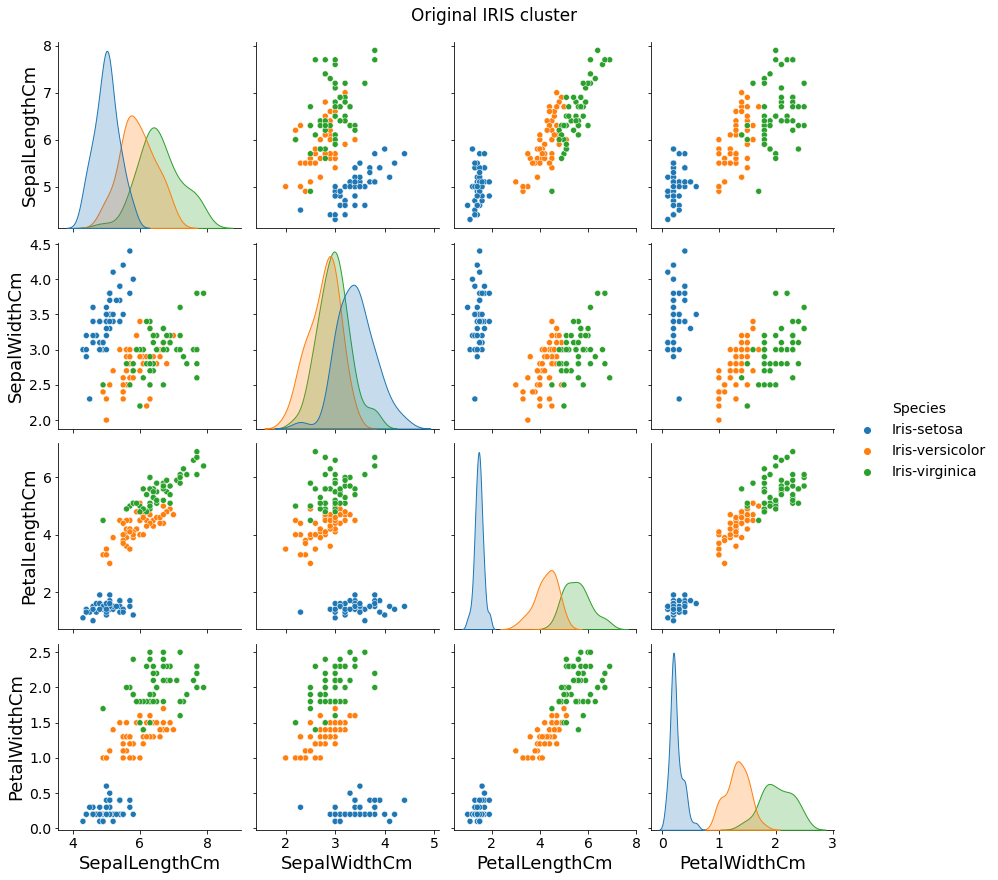 Original IRIS cluster
SepalLengthCm
8
7
6
5
SepalWidthCm
4.5
4.0
3.5
3.0
2.5
2.0
Species
Iris-setosa
Iris-versicolor
Iris-virginica
PetalLengthCm
6
4
2
PetalWidthCm
2.5
2.0
1.5
1.0
0.5
0.0
4 6 8 2 3 4 5 2 4 6 8 0 1 2 3
SepalLengthCm SepalWidthCm PetalLengthCm PetalWidthCm